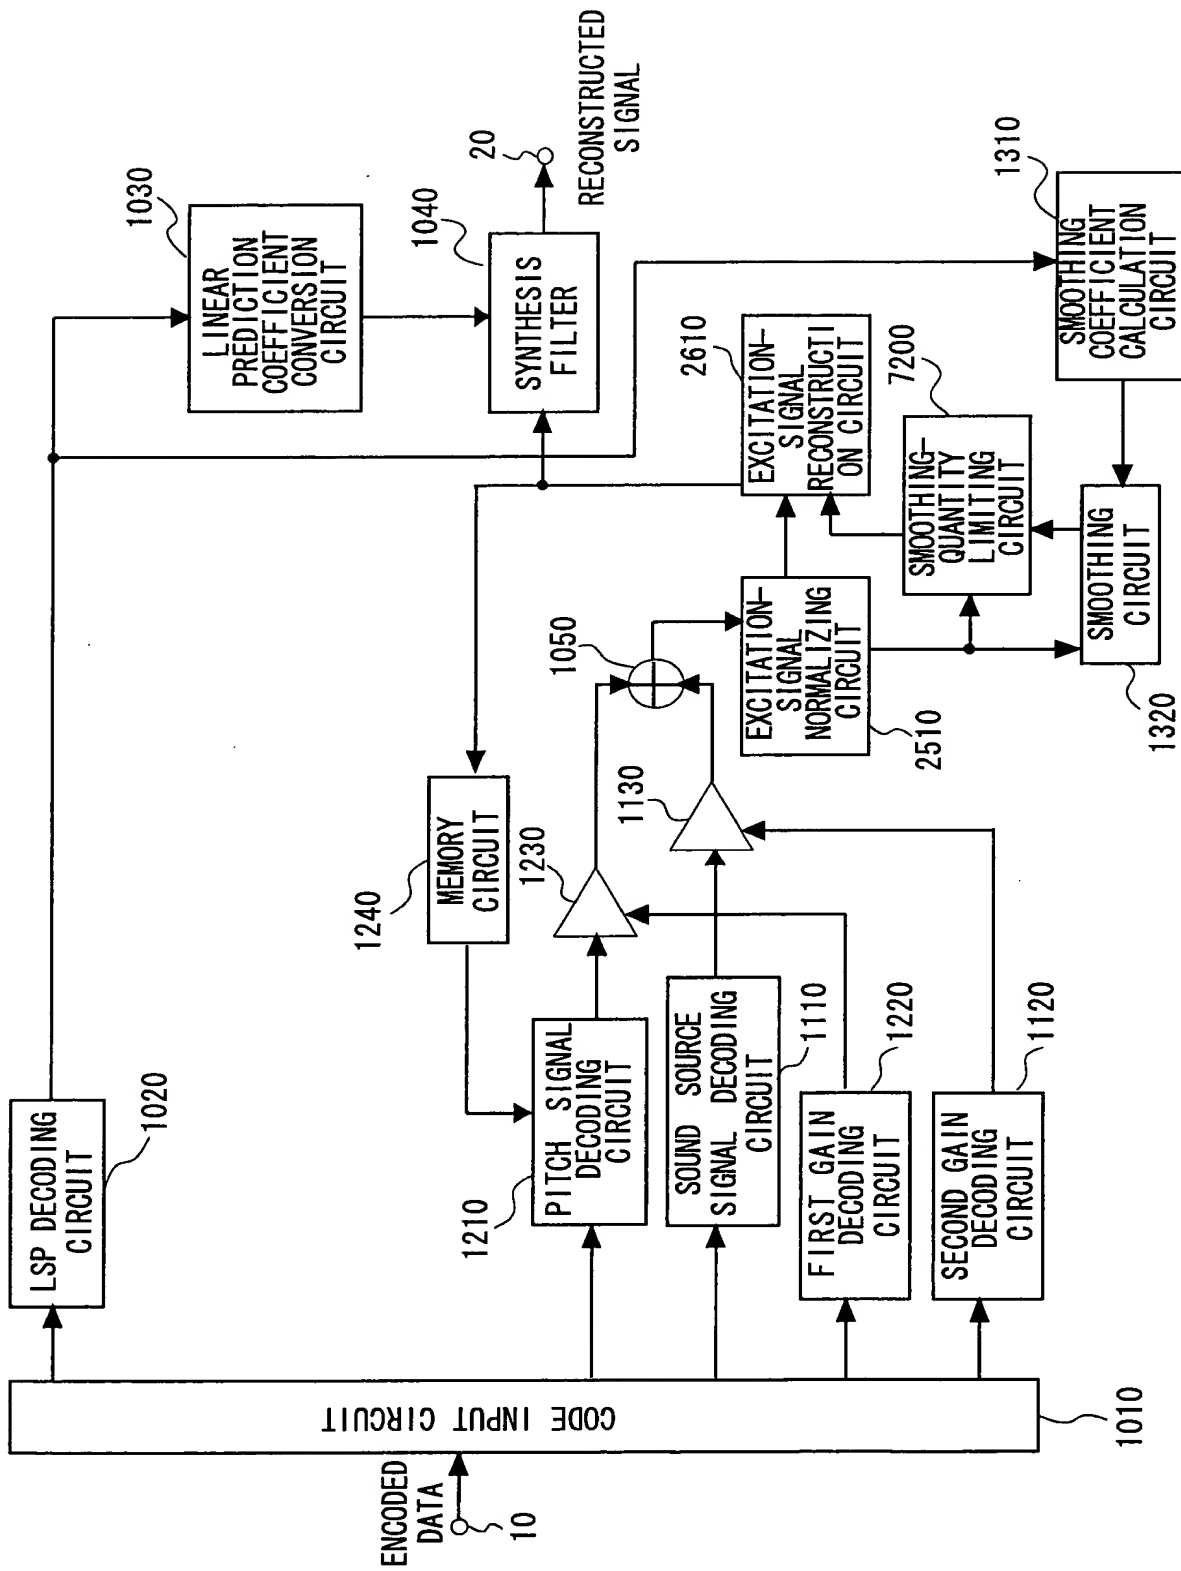 ENCODED
DATA
10
CODE INPUT CIRCUIT
1010
LSP DECODING
CIRCUIT
1020
LINEAR
PREDICTION
COEFFICIENT
CONVERSION
CIRCUIT
1030
SYNTHESIS
FILTER
1040
20
RECONSTRUCTED
SIGNAL
MEMORY
CIRCUIT
1240
PITCH SIGNAL
DECODING
CIRCUIT
1210
1230
SOUND SOURCE
SIGNAL DECODING
CIRCUIT
1110
1130
1050
FIRST GAIN
DECODING
CIRCUIT
1220
SECOND GAIN
DECODING
CIRCUIT
1120
EXCITATION-
SIGNAL
NORMALIZING
CIRCUIT
2510
EXCITATION-
SIGNAL
RECONSTRUCTI
ON CIRCUIT
2610
SMOOTHING-
QUANTITY
LIMITING
CIRCUIT
7200
SMOOTHING
CIRCUIT
1320
SMOOTHING
COEFFICIENT
CALCULATION
CIRCUIT
1310